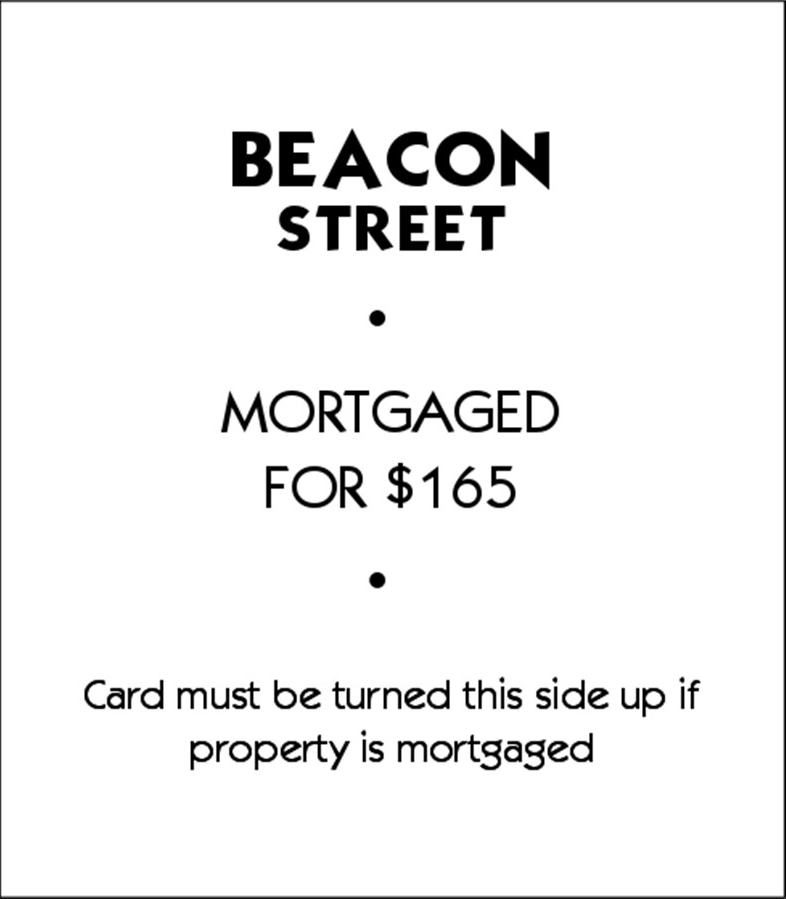 BEACON
STREET
•
MORTGAGED
FOR $165
•
Card must be turned this side up if
property is mortgaged